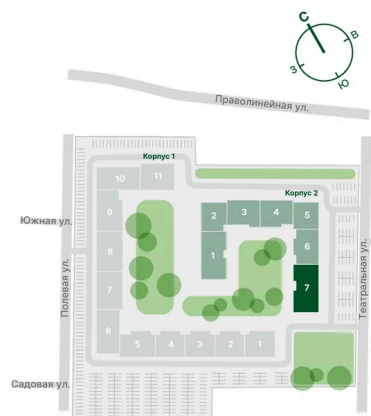 С
В
З
Ю
Праволинейная ул.
Корпус 1
10
11
Корпус 2
9
2
3
4
5
Южная ул.
8
1
6
Полевая ул.
7
7
Театральная ул.
6
5
4
3
2
1
Садовая ул.